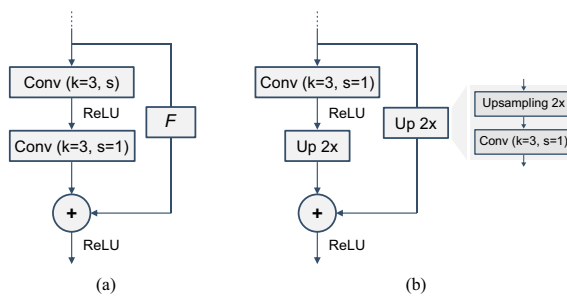 Conv (k=3, s)
ReLU
F
Conv (k=3, s=1)
+
ReLU
(a)
Conv (k=3, s=1)
ReLU
Up 2x
Up 2x
+
ReLU
Upsampling 2x
Conv (k=3, s=1)
(b)